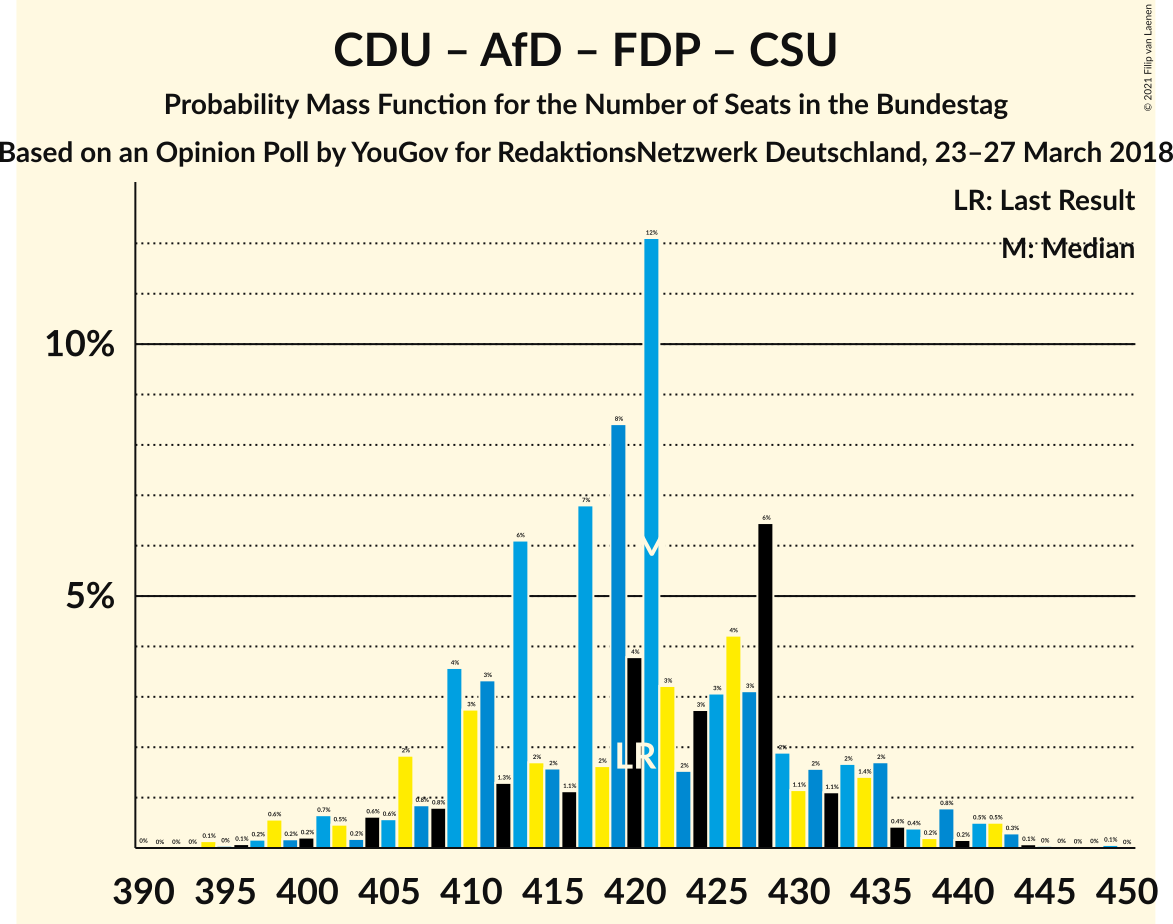 CDU – AfD – FDP – CSU
© 2021 Filip van Laenen
Probability Mass Function for the Number of Seats in the Bundestag
Based on an Opinion Poll by YouGov for RedaktionsNetzwerk Deutschland, 23–27 March 2018
LR: Last Result
M: Median
10%
5%
0% 0% 0% 0% 0.1% 0% 0.1% 0.2% 0.6% 0.2% 0.2% 0.7% 0.5% 0.2% 0.6% 0.6% 2% 0.8% 0.8% 4% 3% 3% 1.3% 6% 2% 2% 1.1% 7% 2% 8% 4% 12% 3% 2% 3% 3% 4% 3% 6% 2% 1.1% 2% 1.1% 2% 1.4% 2% 0.4% 0.4% 0.2% 0.8% 0.2% 0.5% 0.5% 0.3% 0.1% 0% 0% 0% 0% 0.1% 0%
M
LR
390 395 400 405 410 415 420 425 430 435 440 445 450